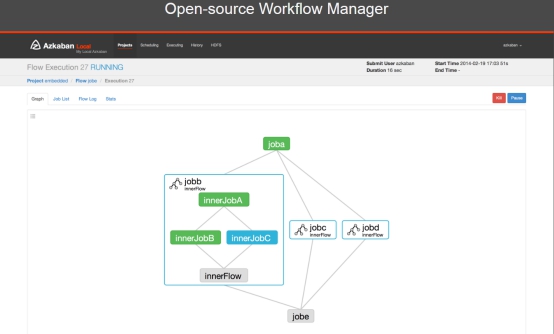 Open-source Workflow Manager
Azkaban Local
My Local Azkaban
Projects Scheduling Executing History HDFS
azkaban
Flow Execution 27 RUNNING
Submit User azkaban
Duration 16 sec
Start Time 2014-02-19 17:03 51s
End Time -
Project embedded / Flow jobe / Execution 27
Graph Job List Flow Log Stats
Kill Pause
joba
jobb
innerFlow
innerJobA
innerJobB
innerJobC
innerFlow
jobc
innerFlow
jobd
innerFlow
jobe